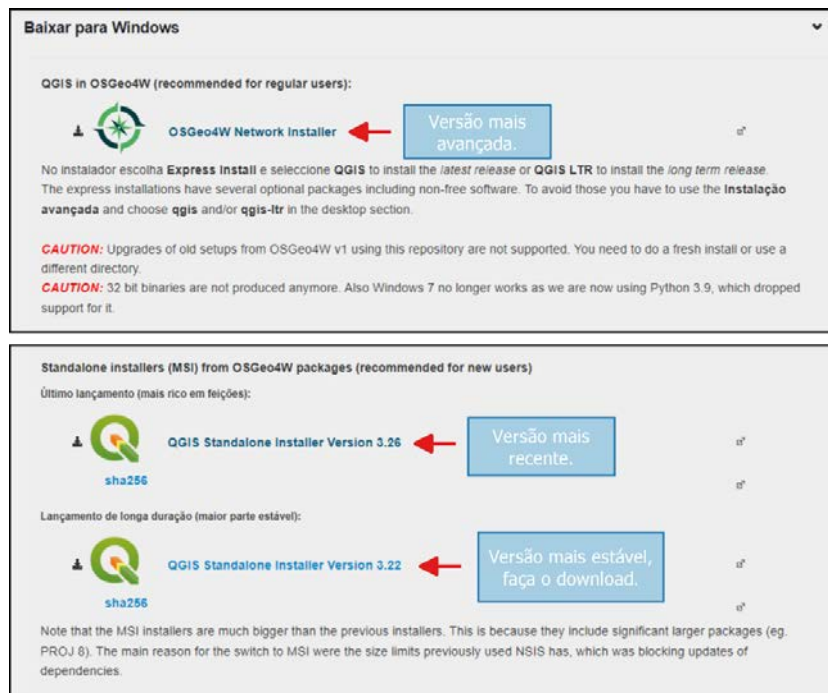 Baixar para Windows
QGIS in OSGeo4W (recommended for regular users):
OSGeo4W Network Installer
Versão mais
avançada.
No instalador escolha Express Install e seleccione QGIS to install the latest release or QGIS LTR to install the long term release.
The express installations have several optional packages including non-free software. To avoid those you have to use the Instalação
avançada and choose qgis and/or qgis-ltr in the desktop section.
CAUTION: Upgrades of old setups from OSGeo4W v1 using this repository are not supported. You need to do a fresh install or use a
different directory.
CAUTION: 32 bit binaries are not produced anymore. Also Windows 7 no longer works as we are now using Python 3.9, which dropped
support for it.
Standalone installers (MSI) from OSGeo4W packages (recommended for new users)
Último lançamento (mais rico em feições):
QGIS Standalone Installer Version 3.26
Versão mais
recente.
sha256
Lançamento de longa duração (maior parte estável):
QGIS Standalone Installer Version 3.22
Versão mais estável,
faça o download.
sha256
Note that the MSI installers are much bigger than the previous installers. This is because they include significant larger packages (eg.
PROJ 8). The main reason for the switch to MSI were the size limits previously used NSIS has, which was blocking updates of
dependencies.